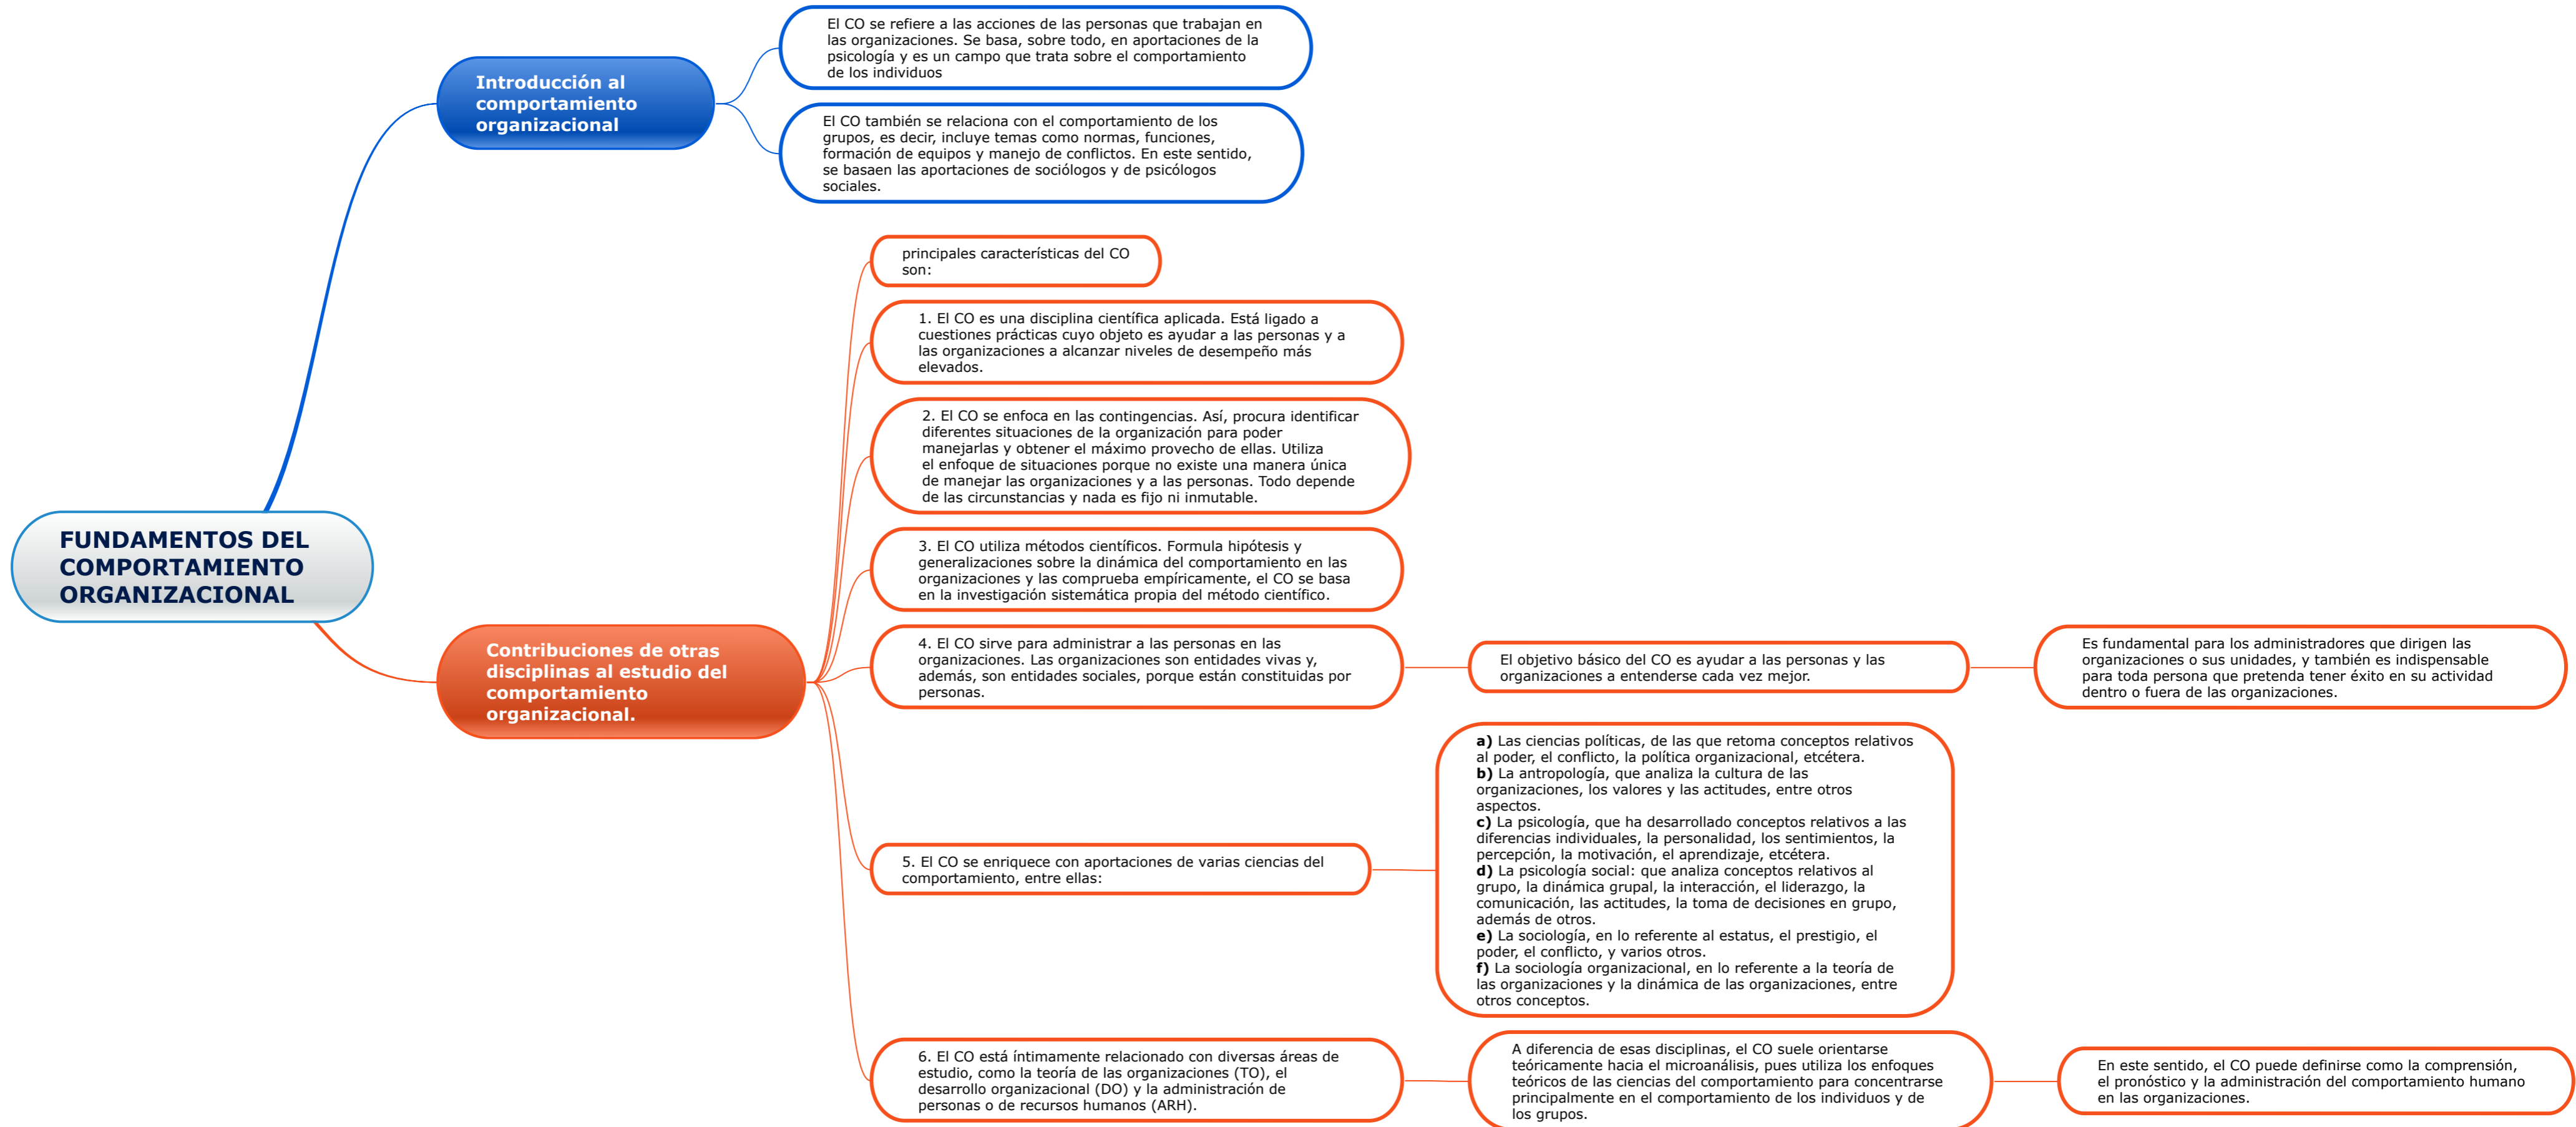 El CO se refiere a las acciones de las personas que trabajan en
las organizaciones. Se basa, sobre todo, en aportaciones de la
psicología y es un campo que trata sobre el comportamiento
de los individuos
Introducción al
comportamiento
organizacional
El CO también se relaciona con el comportamiento de los
grupos, es decir, incluye temas como normas, funciones,
formación de equipos y manejo de conflictos. En este sentido,
se basaen las aportaciones de sociólogos y de psicólogos
sociales.
FUNDAMENTOS DEL
COMPORTAMIENTO
ORGANIZACIONAL
Contribuciones de otras
disciplinas al estudio del
comportamiento
organizacional.
principales características del CO
son:
1. El CO es una disciplina científica aplicada. Está ligado a
cuestiones prácticas cuyo objeto es ayudar a las personas y a
las organizaciones a alcanzar niveles de desempeño más
elevados.
2. El CO se enfoca en las contingencias. Así, procura identificar
diferentes situaciones de la organización para poder
manejarlas y obtener el máximo provecho de ellas. Utiliza
el enfoque de situaciones porque no existe una manera única
de manejar las organizaciones y a las personas. Todo depende
de las circunstancias y nada es fijo ni inmutable.
3. El CO utiliza métodos científicos. Formula hipótesis y
generalizaciones sobre la dinámica del comportamiento en las
organizaciones y las comprueba empíricamente, el CO se basa
en la investigación sistemática propia del método científico.
4. El CO sirve para administrar a las personas en las
organizaciones. Las organizaciones son entidades vivas y,
además, son entidades sociales, porque están constituidas por
personas.
El objetivo básico del CO es ayudar a las personas y las
organizaciones a entenderse cada vez mejor.
Es fundamental para los administradores que dirigen las
organizaciones o sus unidades, y también es indispensable
para toda persona que pretenda tener éxito en su actividad
dentro o fuera de las organizaciones.
5. El CO se enriquece con aportaciones de varias ciencias del
comportamiento, entre ellas:
a) Las ciencias políticas, de las que retoma conceptos relativos
al poder, el conflicto, la política organizacional, etcétera.
b) La antropología, que analiza la cultura de las
organizaciones, los valores y las actitudes, entre otros
aspectos.
c) La psicología, que ha desarrollado conceptos relativos a las
diferencias individuales, la personalidad, los sentimientos, la
percepción, la motivación, el aprendizaje, etcétera.
d) La psicología social: que analiza conceptos relativos al
grupo, la dinámica grupal, la interacción, el liderazgo, la
comunicación, las actitudes, la toma de decisiones en grupo,
además de otros.
e) La sociología, en lo referente al estatus, el prestigio, el
poder, el conflicto, y varios otros.
f) La sociología organizacional, en lo referente a la teoría de
las organizaciones y la dinámica de las organizaciones, entre
otros conceptos.
6. El CO está íntimamente relacionado con diversas áreas de
estudio, como la teoría de las organizaciones (TO), el
desarrollo organizacional (DO) y la administración de
personas o de recursos humanos (ARH).
A diferencia de esas disciplinas, el CO suele orientarse
teóricamente hacia el microanálisis, pues utiliza los enfoques
teóricos de las ciencias del comportamiento para concentrarse
principalmente en el comportamiento de los individuos y de
los grupos.
En este sentido, el CO puede definirse como la comprensión,
el pronóstico y la administración del comportamiento humano
en las organizaciones.